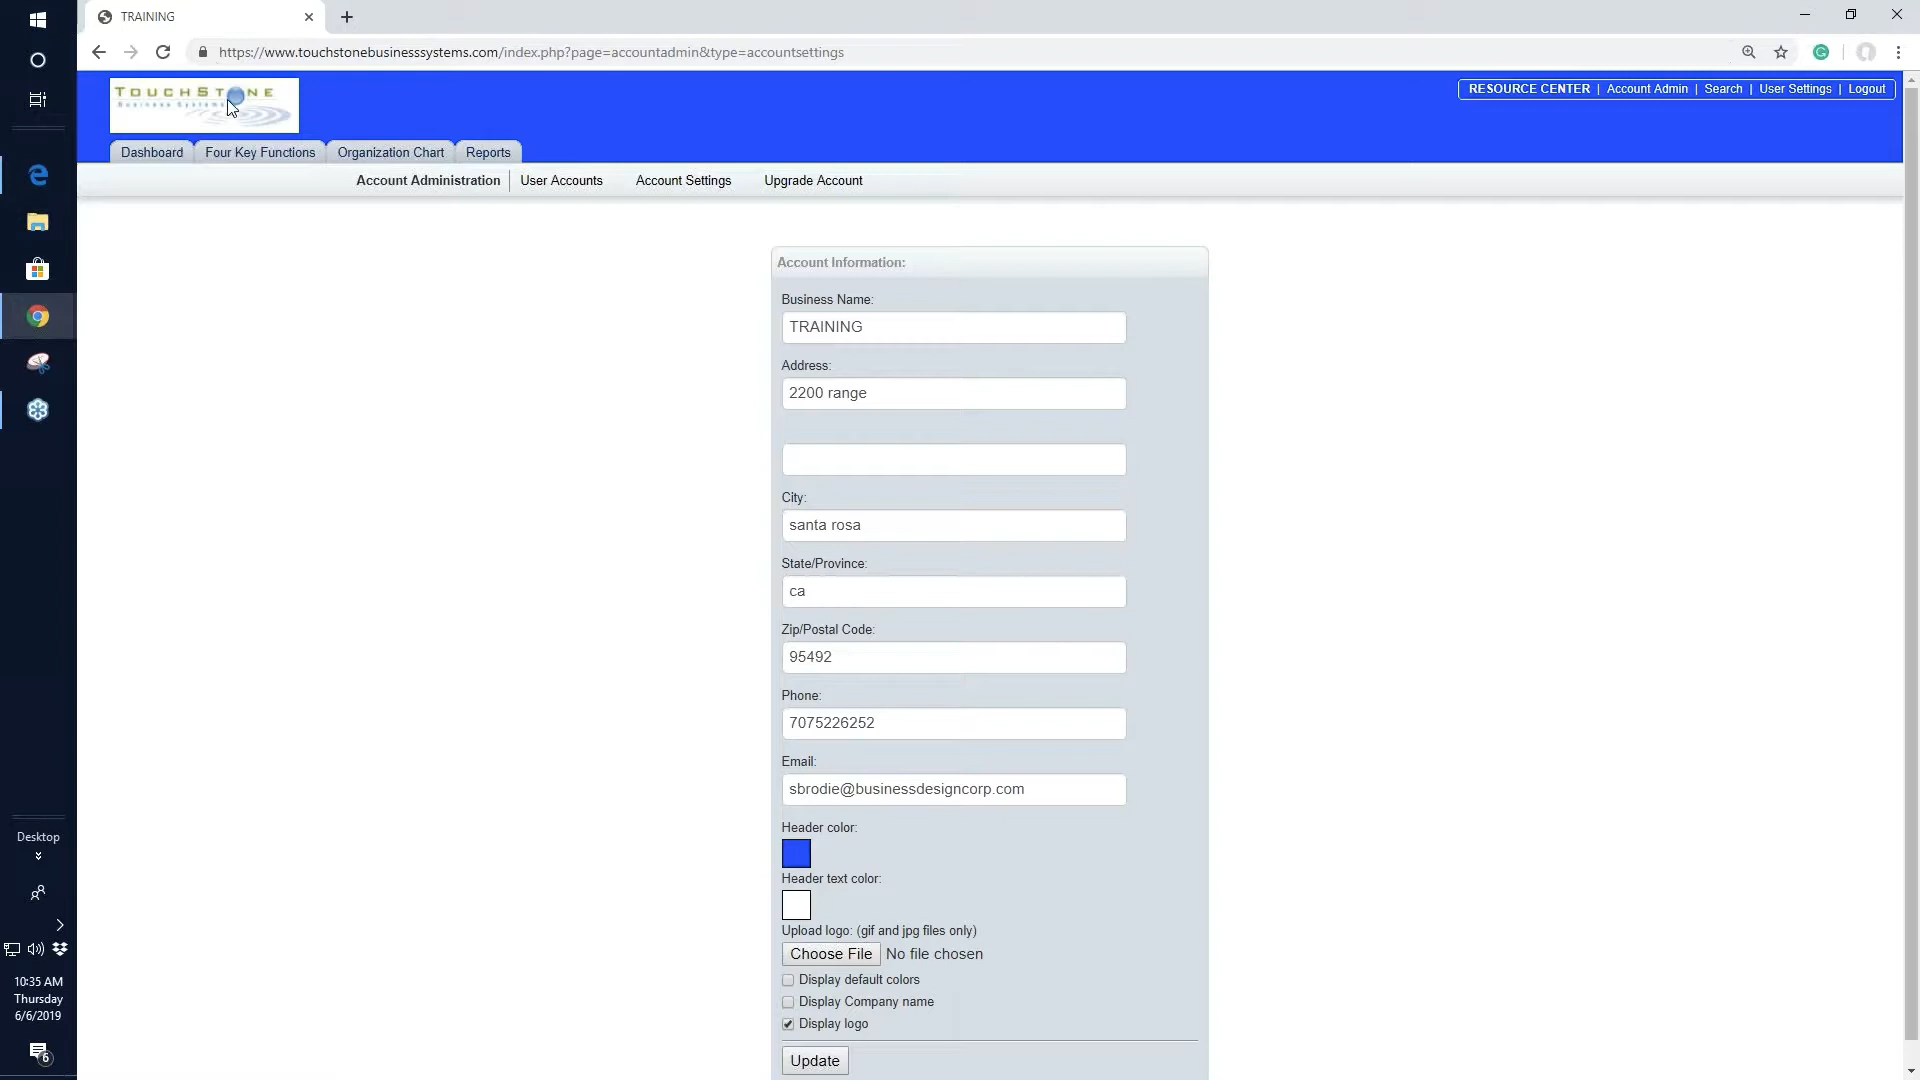 TRAINING
https://www.touchstonebusinesssystems.com/index.php?page=accountadmin&type=accountsettings
TOUCHSTONE
Business Systems
RESOURCE CENTER | Account Admin | Search | User Settings | Logout
Dashboard Four Key Functions Organization Chart Reports
Account Administration User Accounts Account Settings Upgrade Account
Account Information:
Business Name:
TRAINING
Address:
2200 range
City:
santa rosa
State/Province:
ca
Zip/Postal Code:
95492
Phone:
7075226252
Email:
sbrodie@businessdesigncorp.com
Header color:
Header text color:
Upload logo: (gif and jpg files only)
Choose File No file chosen
Display default colors
Display Company name
Display logo
Update
Desktop
10:35 AM
Thursday
6/6/2019
6